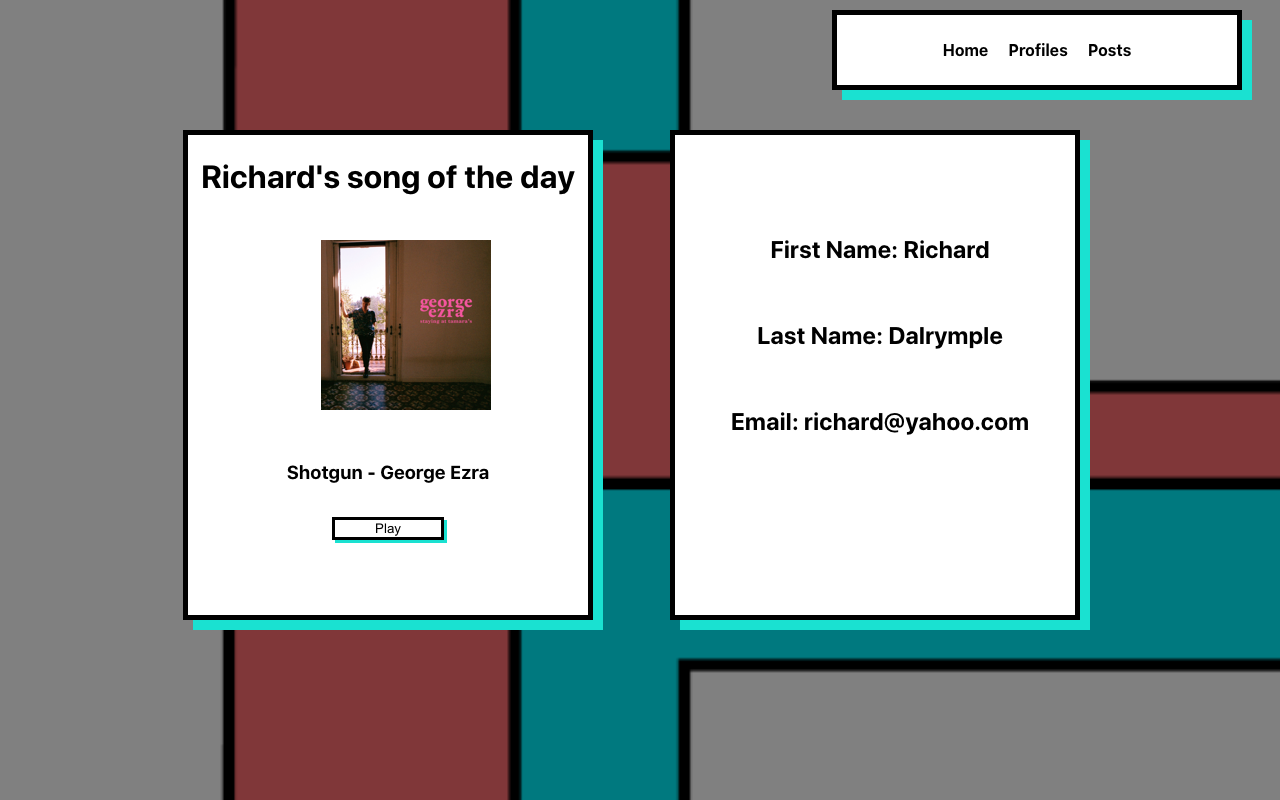 Home Profiles Posts
Richard's song of the day
george
ezra
staying at tamara's
Shotgun - George Ezra
Play
First Name: Richard
Last Name: Dalrymple
Email: richard@yahoo.com